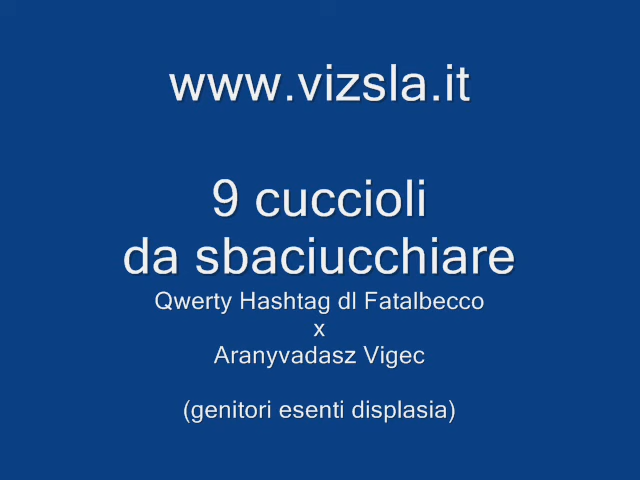 www.vizsla.it
9 cuccioli
da sbaciucchiare
Qwerty Hashtag dl Fatalbecco
x
Aranyvadasz Vigec
(genitori esenti displasia)